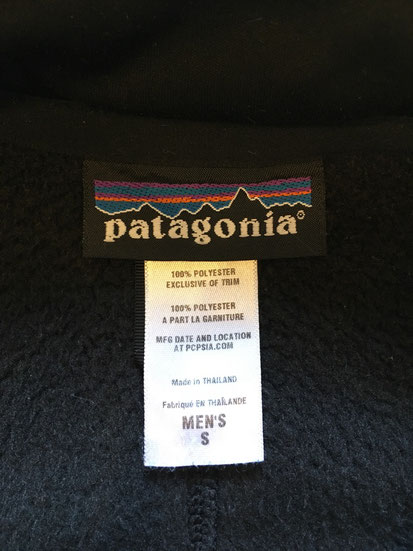 patagonia®
100% POLYESTER
EXCLUSIVE OF TRIM
100% POLYESTER
A PART LA GARNITURE
MFG DATE AND LOCATION
AT PCPSIA.COM
Made in THAILAND
Fabriqué EN THAÏLANDE
MEN'S
S